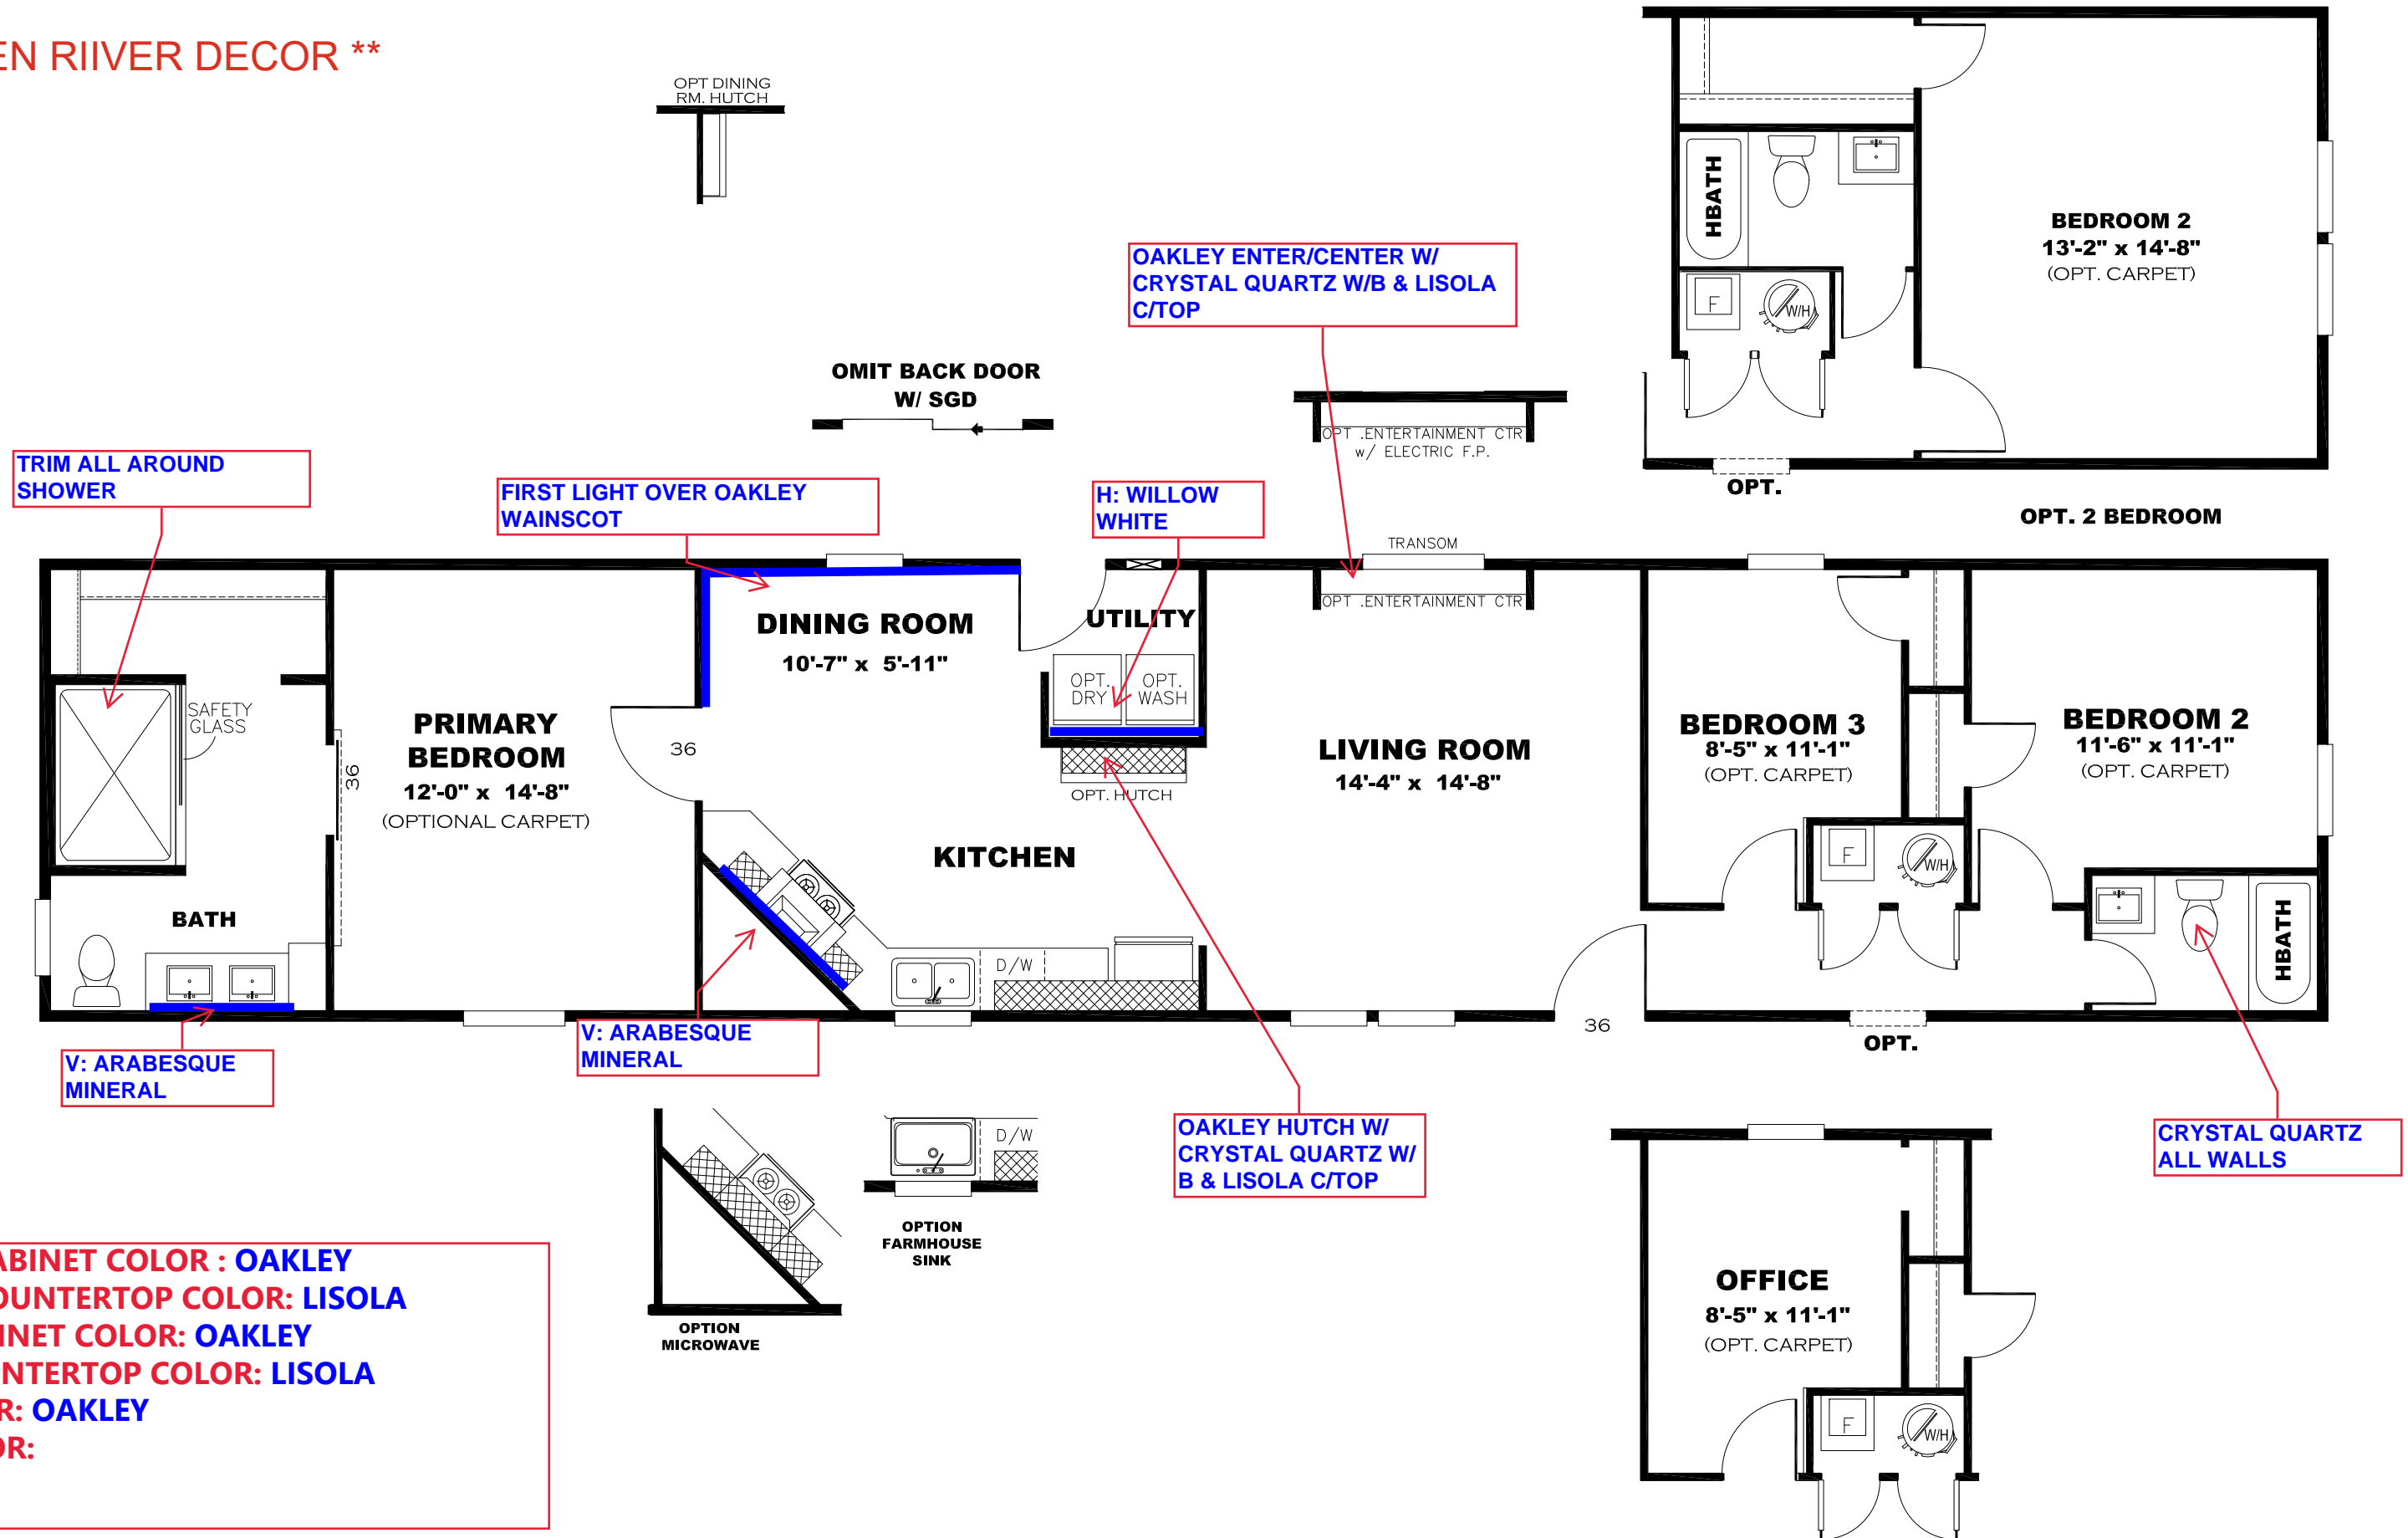 EN RIIVER DECOR **
OPT DINING
RM. HUTCH
HBATH
BEDROOM 2
13'-2" x 14'-8"
(OPT. CARPET)
F
W/H
OPT.
OPT. 2 BEDROOM
OAKLEY ENTER/CENTER W/
CRYSTAL QUARTZ W/B & LISOLA
C/TOP
OMIT BACK DOOR
W/ SGD
OPT .ENTERTAINMENT CTR
w/ ELECTRIC F.P.
TRIM ALL AROUND
SHOWER
FIRST LIGHT OVER OAKLEY
WAINSCOT
H: WILLOW
WHITE
TRANSOM
OPT .ENTERTAINMENT CTR
DINING ROOM
10'-7" x 5'-11"
UTILITY
OPT.
DRY
OPT.
WASH
SAFETY
GLASS
36
PRIMARY
BEDROOM
12'-0" x 14'-8"
(OPTIONAL CARPET)
36
OPT. HUTCH
LIVING ROOM
14'-4" x 14'-8"
BEDROOM 3
8'-5" x 11'-1"
(OPT. CARPET)
BEDROOM 2
11'-6" x 11'-1"
(OPT. CARPET)
KITCHEN
F
W/H
BATH
D/W
HBATH
36
OPT.
V: ARABESQUE
MINERAL
V: ARABESQUE
MINERAL
OAKLEY HUTCH W/
CRYSTAL QUARTZ W/
B & LISOLA C/TOP
CRYSTAL QUARTZ
ALL WALLS
D/W
OPTION
FARMHOUSE
SINK
OPTION
MICROWAVE
OFFICE
8'-5" x 11'-1"
(OPT. CARPET)
F
W/H
ABINET COLOR : OAKLEY
OUNTERTOP COLOR: LISOLA
INET COLOR: OAKLEY
NTERTOP COLOR: LISOLA
R: OAKLEY
OR: